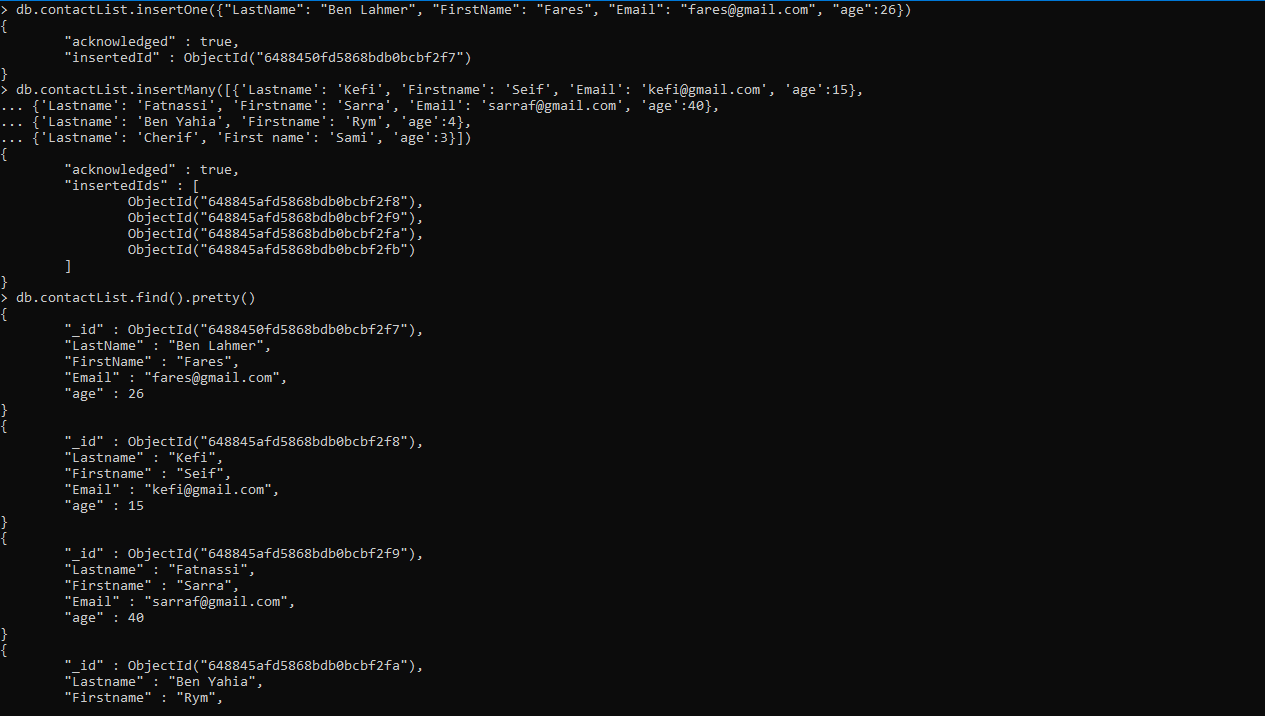 > db.contactList.insertOne({"LastName": "Ben Lahmer", "FirstName": "Fares", "Email": "fares@gmail.com", "age":26})
{
        "acknowledged" : true,
        "insertedId" : ObjectId("6488450fd5868bdb0bcbf2f7")
}
> db.contactList.insertMany([{'Lastname': 'Kefi', 'Firstname': 'Seif', 'Email': 'kefi@gmail.com', 'age':15},
... {'Lastname': 'Fatnassi', 'Firstname': 'Sarra', 'Email': 'sarraf@gmail.com', 'age':40},
... {'Lastname': 'Ben Yahia', 'Firstname': 'Rym', 'age':4},
... {'Lastname': 'Cherif', 'First name': 'Sami', 'age':3}])
{
        "acknowledged" : true,
        "insertedIds" : [
                ObjectId("648845afd5868bdb0bcbf2f8"),
                ObjectId("648845afd5868bdb0bcbf2f9"),
                ObjectId("648845afd5868bdb0bcbf2fa"),
                ObjectId("648845afd5868bdb0bcbf2fb")
        ]
}
> db.contactList.find().pretty()
{
        "_id" : ObjectId("6488450fd5868bdb0bcbf2f7"),
        "LastName" : "Ben Lahmer",
        "FirstName" : "Fares",
        "Email" : "fares@gmail.com",
        "age" : 26
}
{
        "_id" : ObjectId("648845afd5868bdb0bcbf2f8"),
        "Lastname" : "Kefi",
        "Firstname" : "Seif",
        "Email" : "kefi@gmail.com",
        "age" : 15
}
{
        "_id" : ObjectId("648845afd5868bdb0bcbf2f9"),
        "Lastname" : "Fatnassi",
        "Firstname" : "Sarra",
        "Email" : "sarraf@gmail.com",
        "age" : 40
}
{
        "_id" : ObjectId("648845afd5868bdb0bcbf2fa"),
        "Lastname" : "Ben Yahia",
        "Firstname" : "Rym",